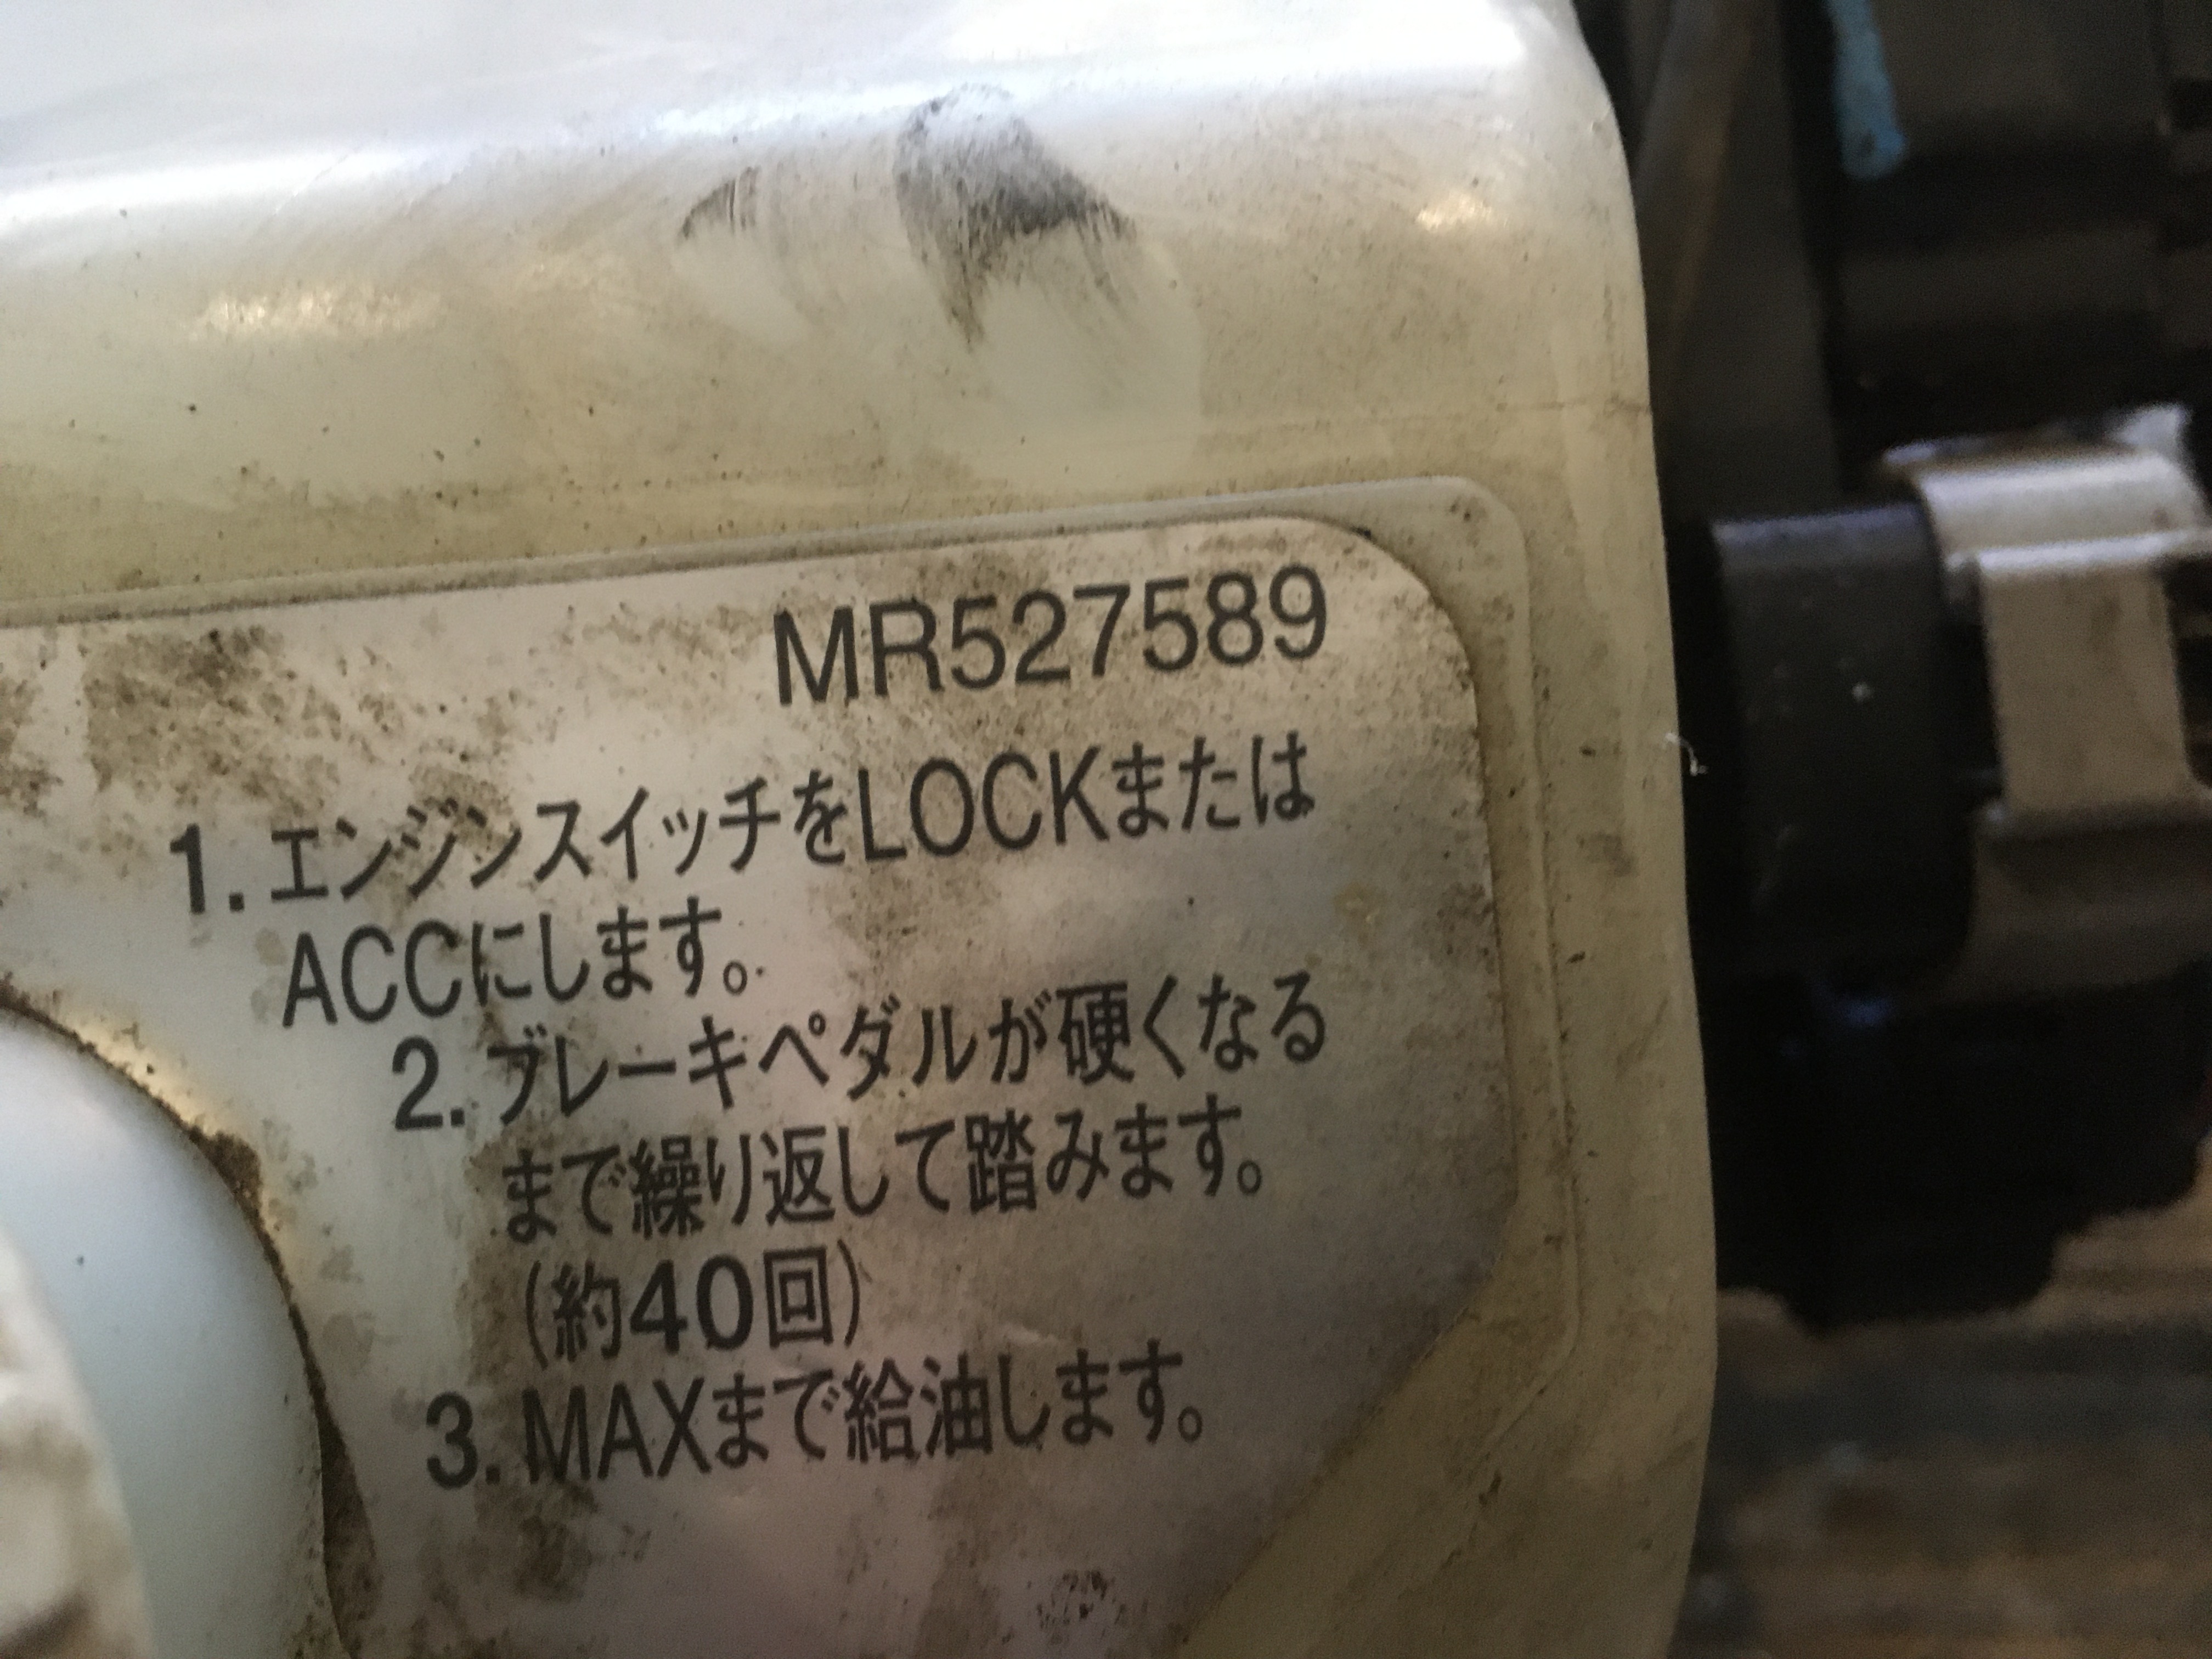 MR527589
1. エンジンスイッチをLOCKまたは
ACCにします。
2. ブレーキペダルが硬くなる
まで繰り返して踏みます。
(約40回)
3. MAXまで給油します。